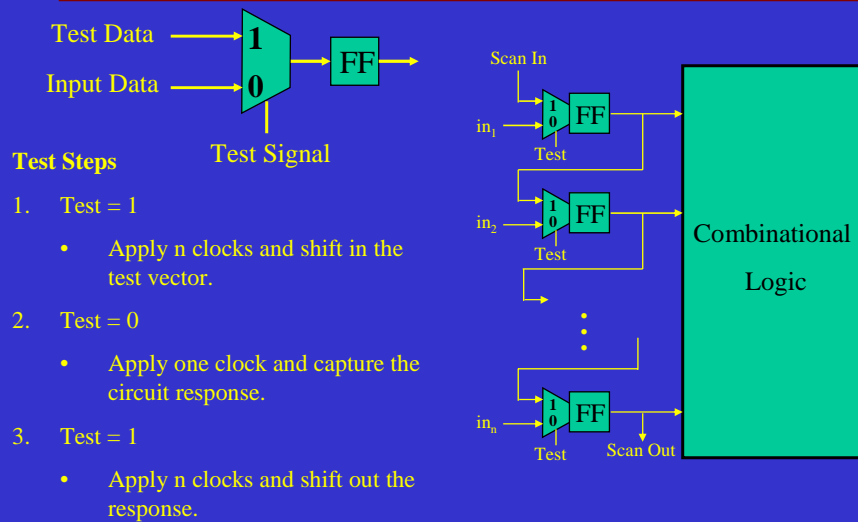 Test Data
1
FF
Input Data
0
Test Signal
Test Steps
1. Test = 1
• Apply n clocks and shift in the
test vector.
2. Test = 0
• Apply one clock and capture the
circuit response.
3. Test = 1
• Apply n clocks and shift out the
response.
Scan In
1
0
FF
in1
Test
1
0
FF
in2
Test
1
0
FF
inn
Test
Scan Out
Combinational
Logic